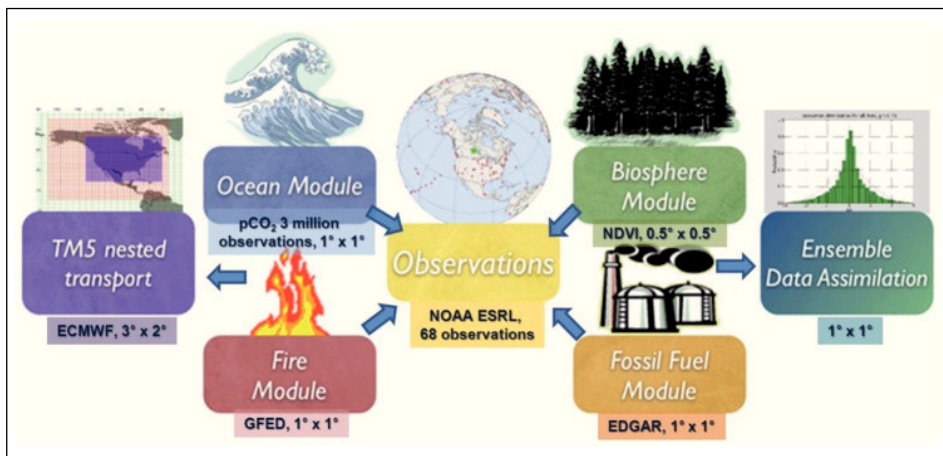 Ocean Module
pCO₂ 3 million
observations, 1° x 1°
Biosphere
Module
NDVI, 0.5° x 0.5°
TM5 nested
transport
ECMWF, 3° x 2°
Observations
NOAA ESRL,
68 observations
Ensemble
Data Assimilation
1° x 1°
Fire
Module
GFED, 1° x 1°
Fossil Fuel
Module
EDGAR, 1° x 1°